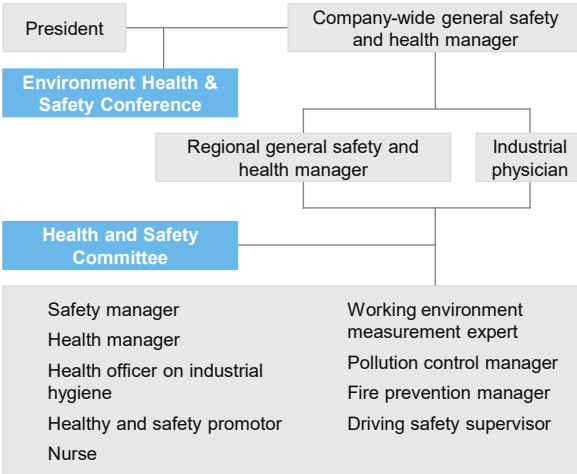 President
Company-wide general safety
and health manager
Environment Health &
Safety Conference
Regional general safety and
health manager
Industrial
physician
Health and Safety
Committee
Safety manager
Health manager
Health officer on industrial
hygiene
Healthy and safety promotor
Nurse
Working environment
measurement expert
Pollution control manager
Fire prevention manager
Driving safety supervisor